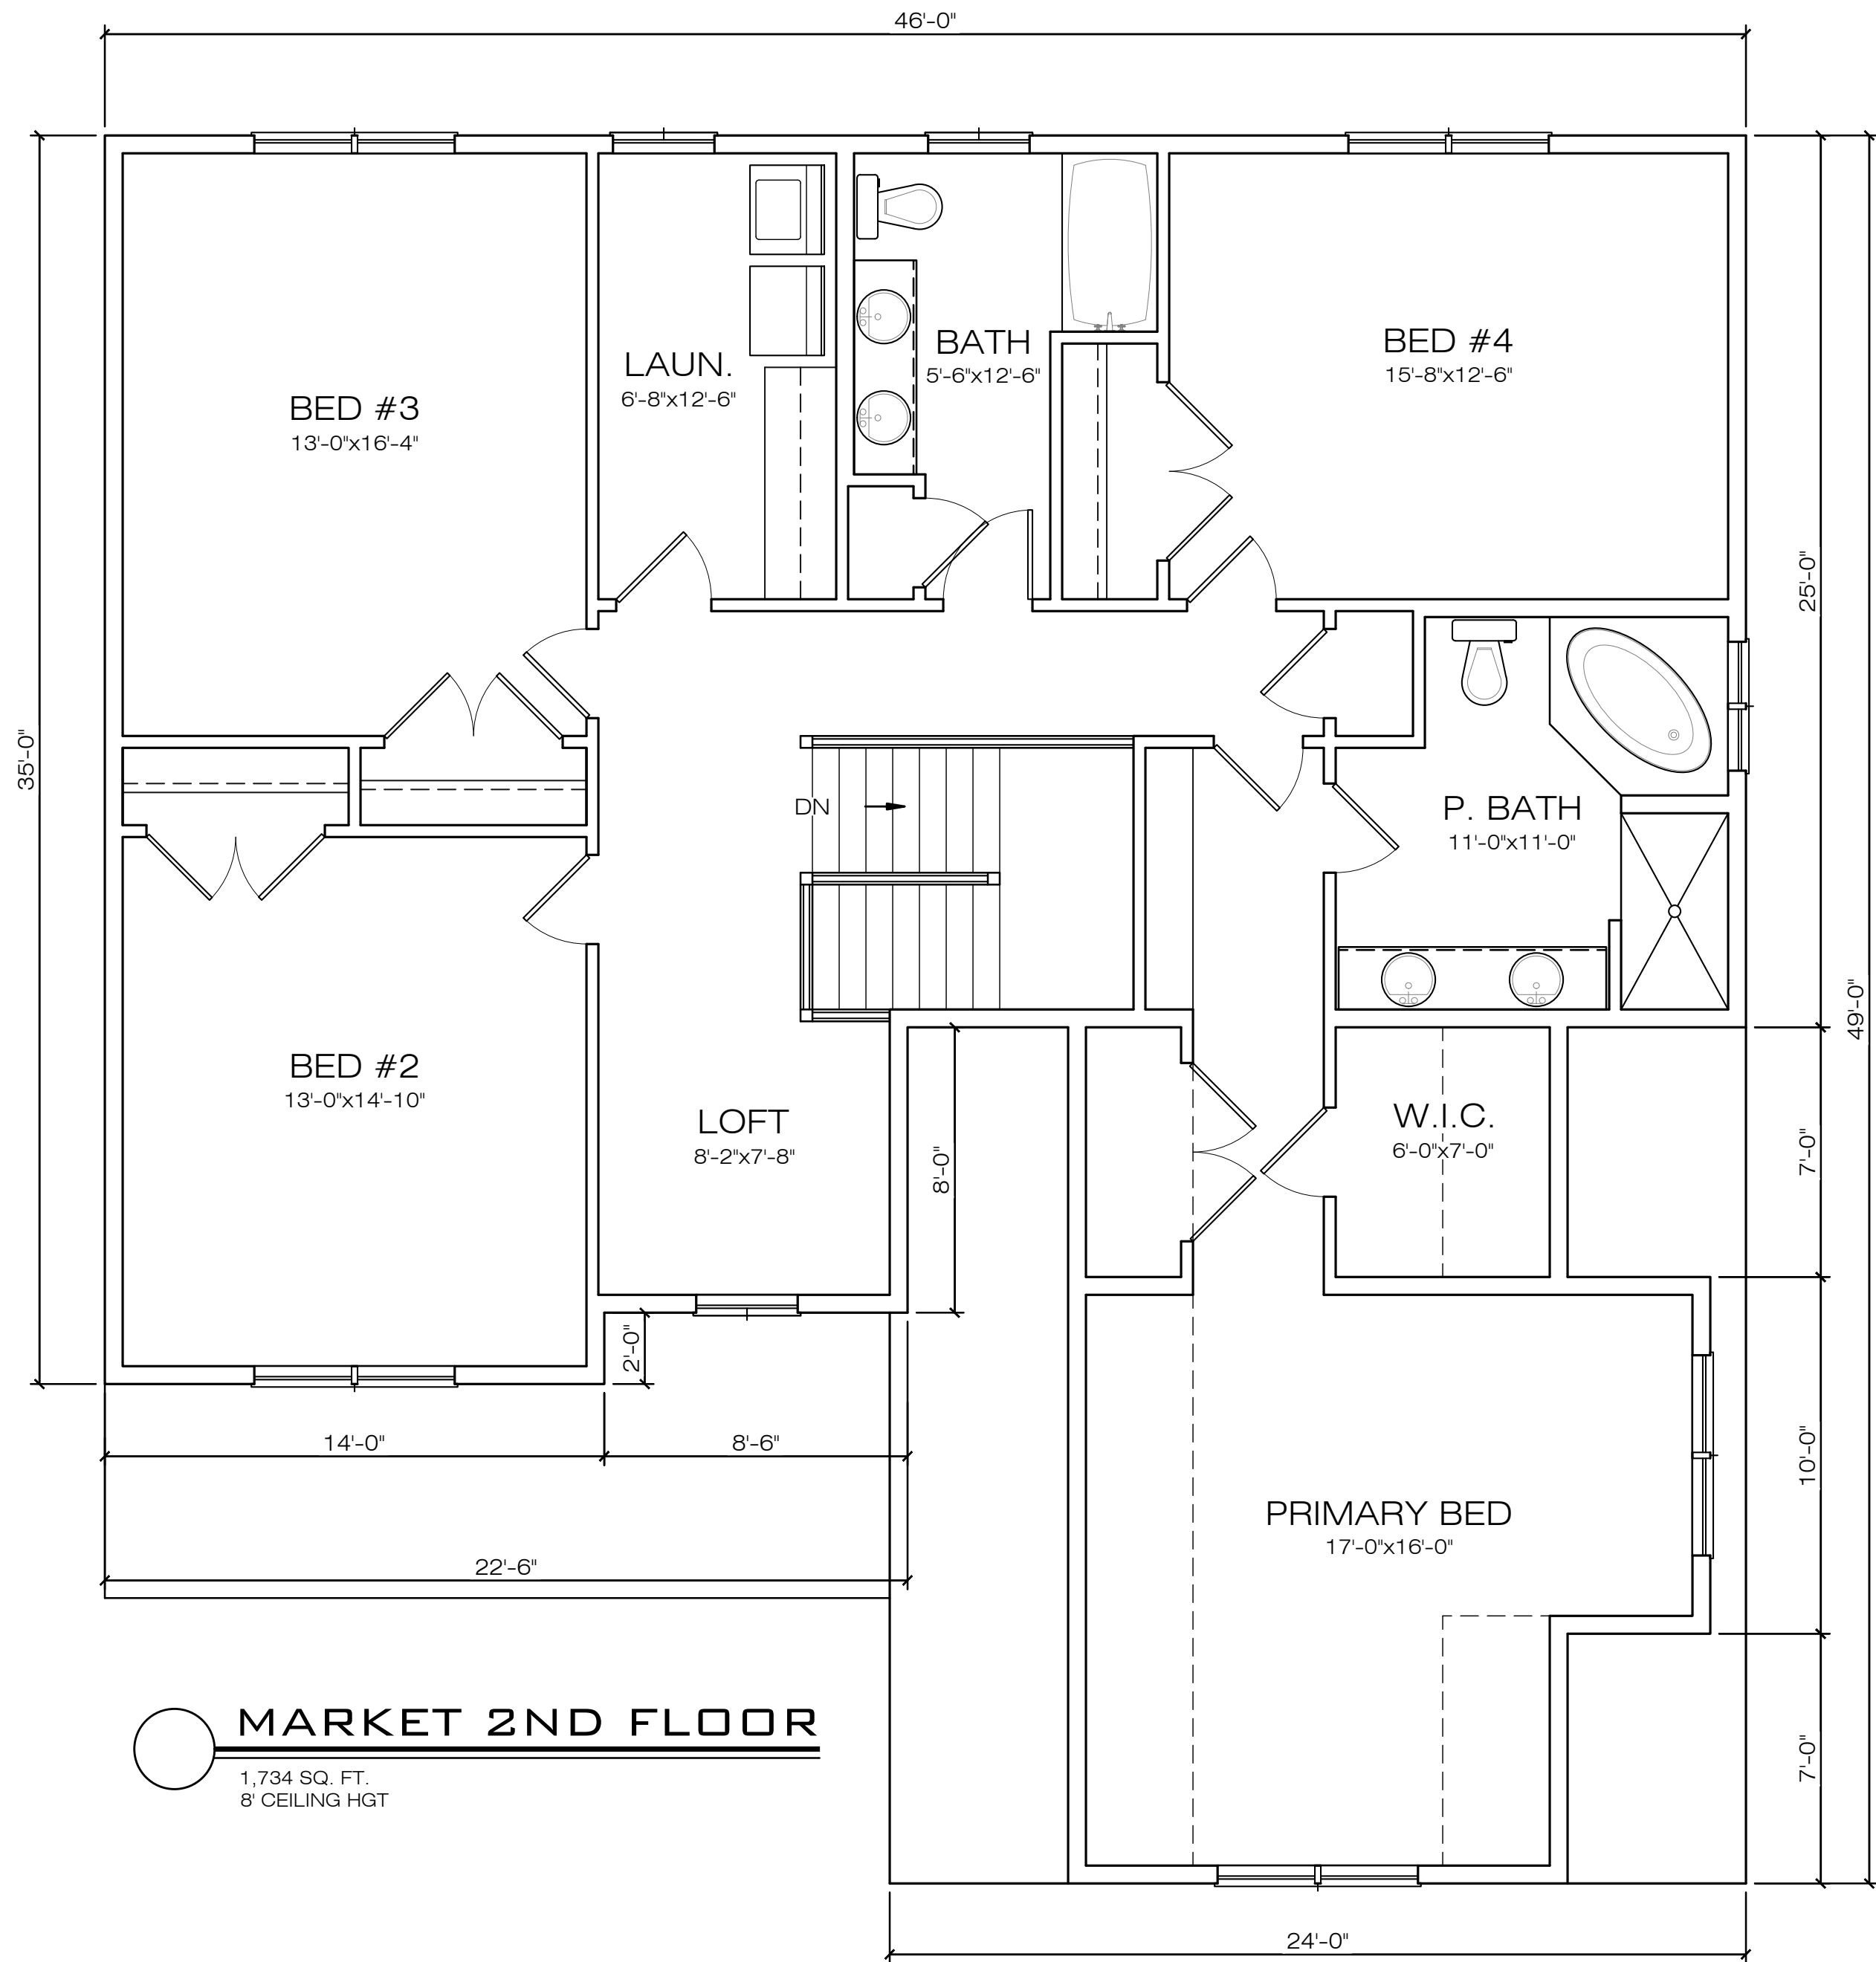 46'-0"
BED #3
13'-0"x16'-4"
LAUN.
6'-8"x12'-6"
BATH
5'-6"x12'-6"
BED #4
15'-8"x12'-6"
25'-0"
35'-0"
49'-0"
DN
P. BATH
11'-0"x11'-0"
BED #2
13'-0"x14'-10"
LOFT
8'-2"x7'-8"
8'-0"
W.I.C.
6'-0"x7'-0"
7'-0"
2'-0"
14'-0"
8'-6"
10'-0"
PRIMARY BED
17'-0"x16'-0"
22'-6"
MARKET 2ND FLOOR
1,734 SQ. FT.
8' CEILING HGT
7'-0"
24'-0"